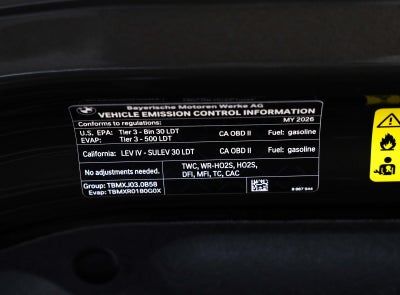 Bayerische Motoren Werke AG
VEHICLE EMISSION CONTROL INFORMATION
Conforms to regulations: MY 2026
U.S. EPA: Tier 3 - Bin 30 LDT CA OBD II Fuel: gasoline
EVAP: Tier 3 - 500 LDT
California: LEV IV - SULEV 30 LDT CA OBD II Fuel: gasoline
No adjustments needed. TWC, WR-HO2S, HO2S,
DFI, MFI, TC, CAC
Group: TBMXJ03.0B5B
Evap: TBMXR0180G0X